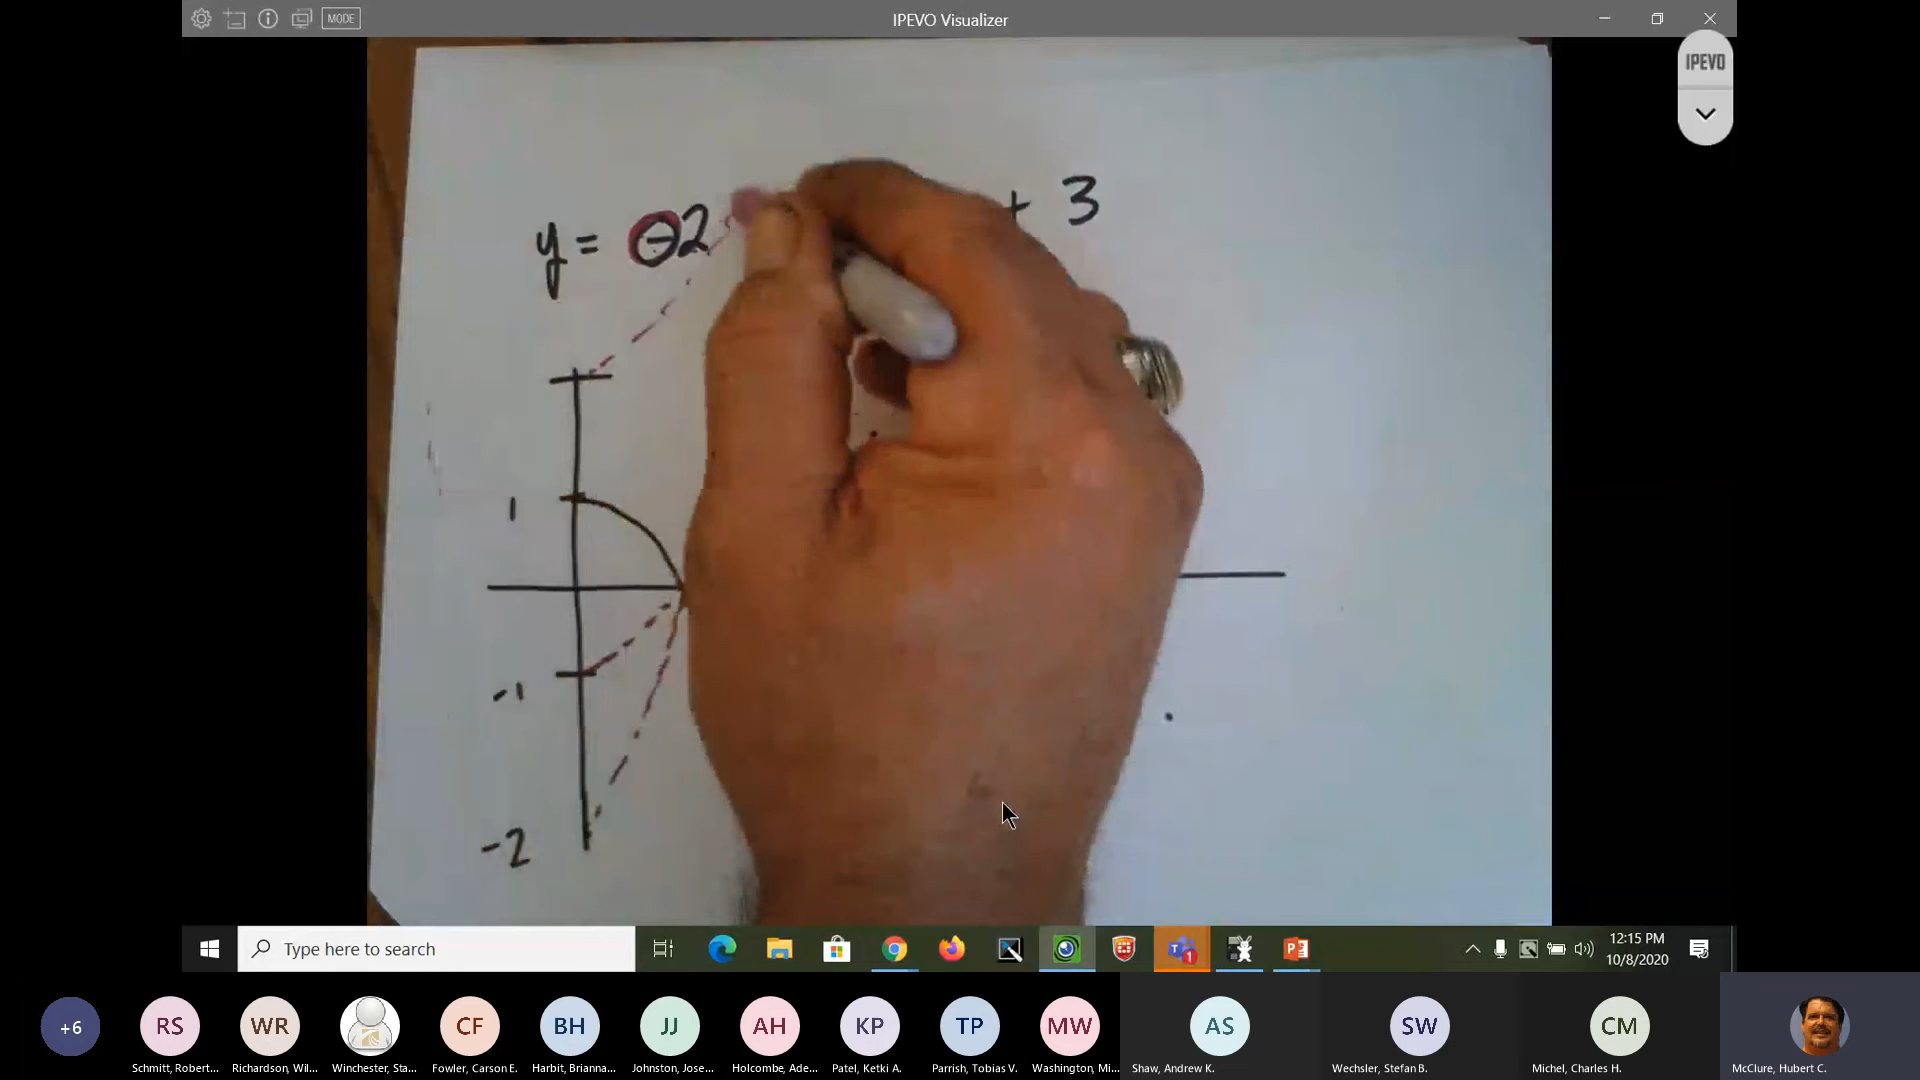 MODE
IPEVO Visualizer
IPEVO
y = -2 + 3
1
-1
-2
Type here to search
12:15 PM
10/8/2020
1
+6
RS
WR
CF
BH
JJ
AH
KP
TP
MW
AS
SW
CM
Schmitt, Robert...
Richardson, Wil...
Winchester, Sta...
Fowler, Carson E.
Harbit, Brianna...
Johnston, Jose...
Holcombe, Ade...
Patel, Ketki A.
Parrish, Tobias V.
Washington, Mi...
Shaw, Andrew K.
Wechsler, Stefan B.
Michel, Charles H.
McClure, Hubert C.